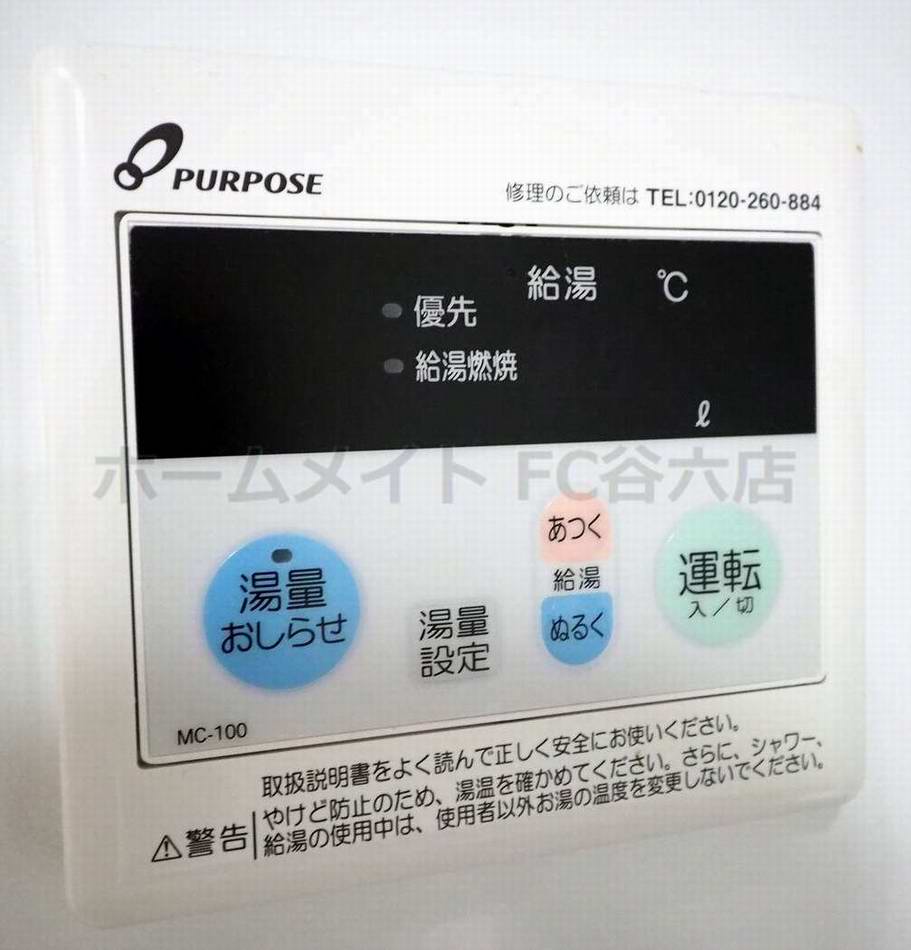 PURPOSE
修理のご依頼は TEL:0120-260-884
給湯 ℃
優先
給湯燃焼
ℓ
ホームメイト FC谷六店
湯量
おしらせ
湯量
設定
あつく
給湯
ぬるく
運転
入/切
MC-100
取扱説明書をよく読んで正しく安全にお使いください。
やけど防止のため、湯温を確かめてください。さらに、シャワー、
給湯の使用中は、使用者以外お湯の温度を変更しないでください。
⚠警告